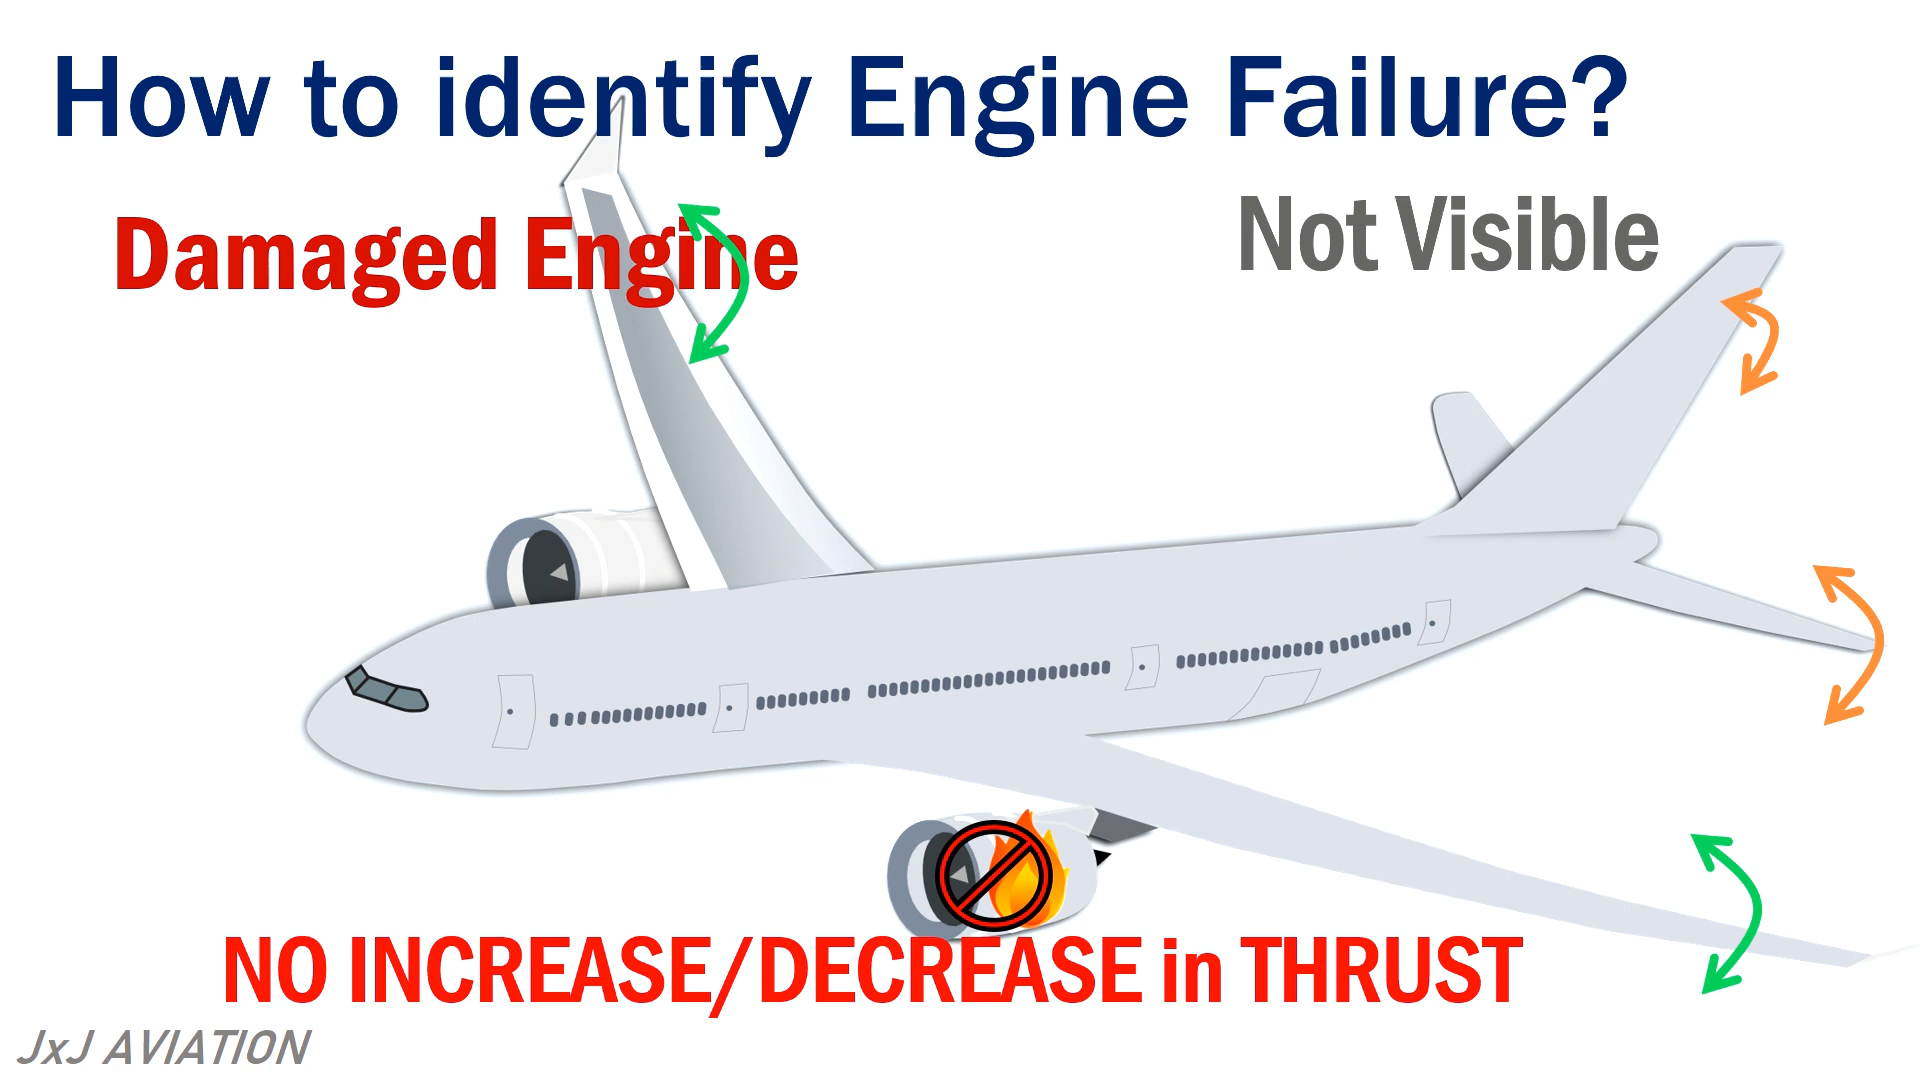 How to identify Engine Failure?
Damaged Engine
Not Visible
NO INCREASE/DECREASE in THRUST
JxJ AVIATION